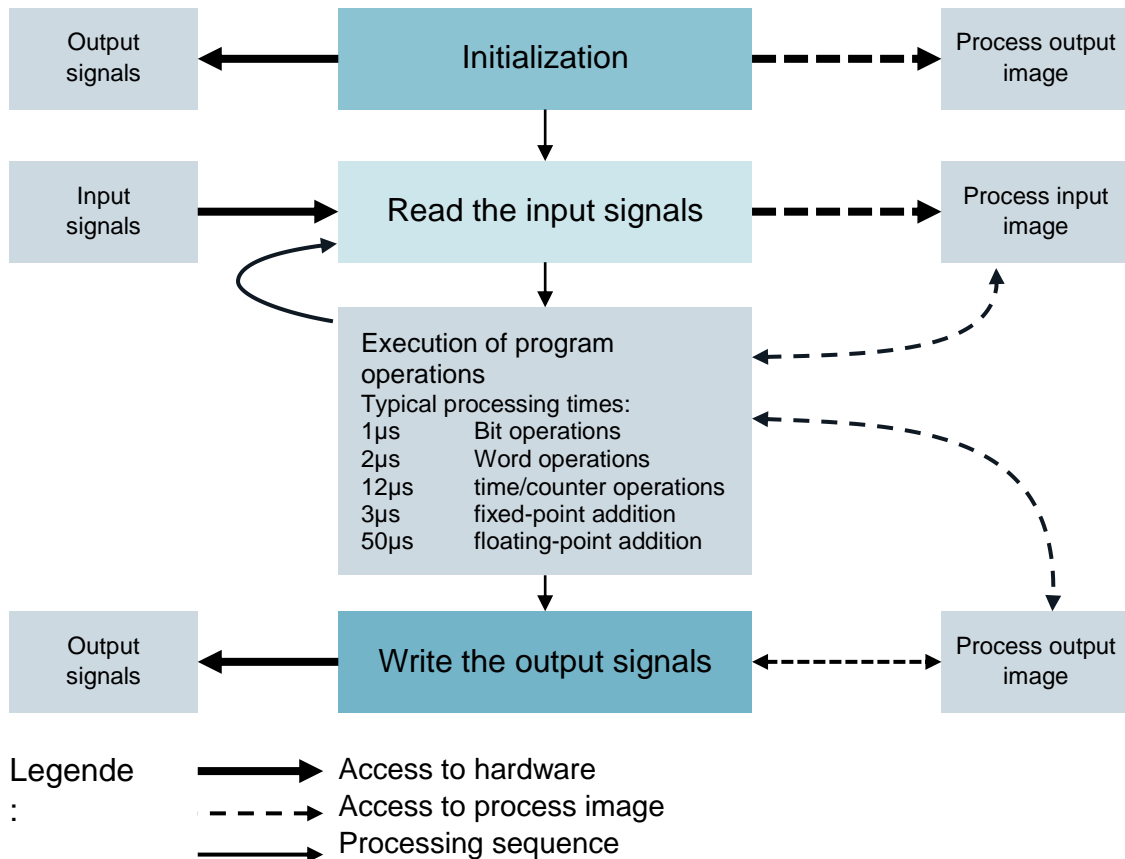 Output
signals
Initialization
Process output
image
Input
signals
Read the input signals
Process input
image
Execution of program
operations
Typical processing times:
1µs Bit operations
2µs Word operations
12µs time/counter operations
3µs fixed-point addition
50µs floating-point addition
Output
signals
Write the output signals
Process output
image
Legende
:
Access to hardware
Access to process image
Processing sequence